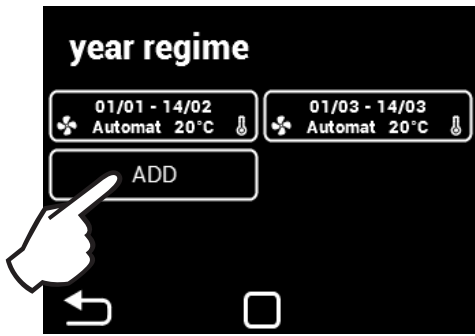 year regime
01/01 - 14/02
Automat 20°C
01/03 - 14/03
Automat 20°C
ADD